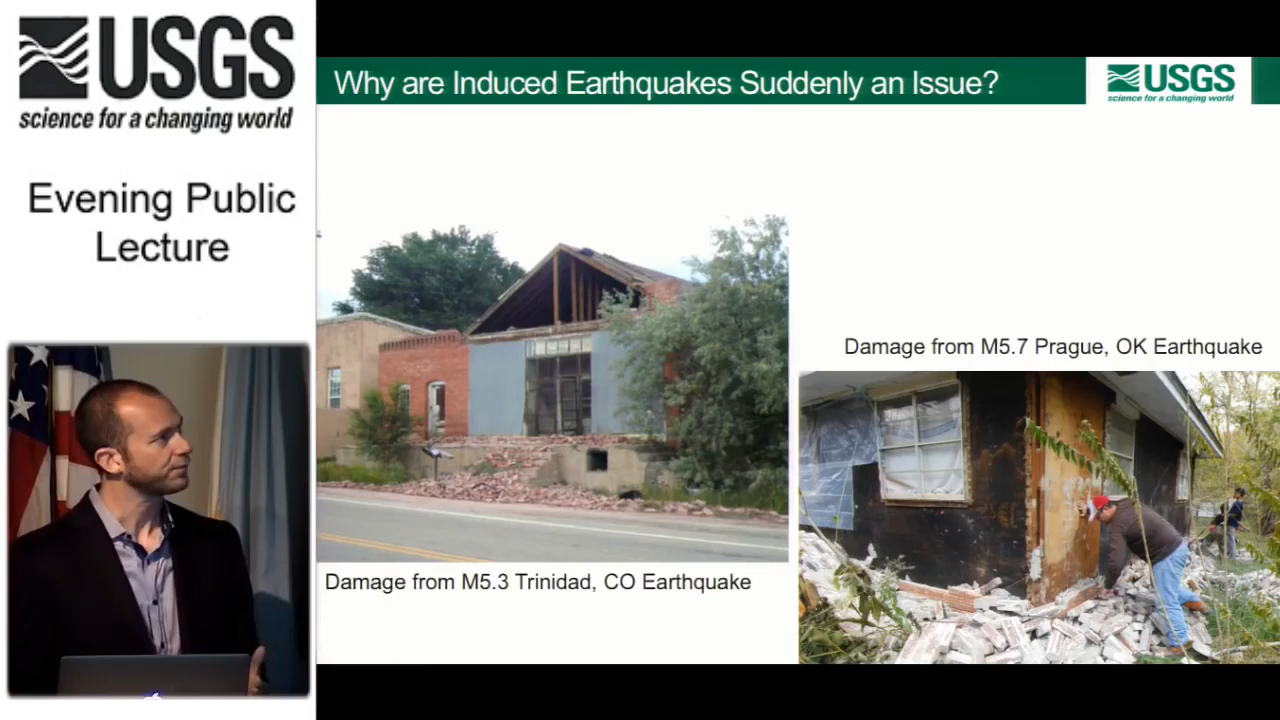 USGS
science for a changing world
Evening Public
Lecture
Why are Induced Earthquakes Suddenly an Issue?
USGS
science for a changing world
Damage from M5.7 Prague, OK Earthquake
Damage from M5.3 Trinidad, CO Earthquake